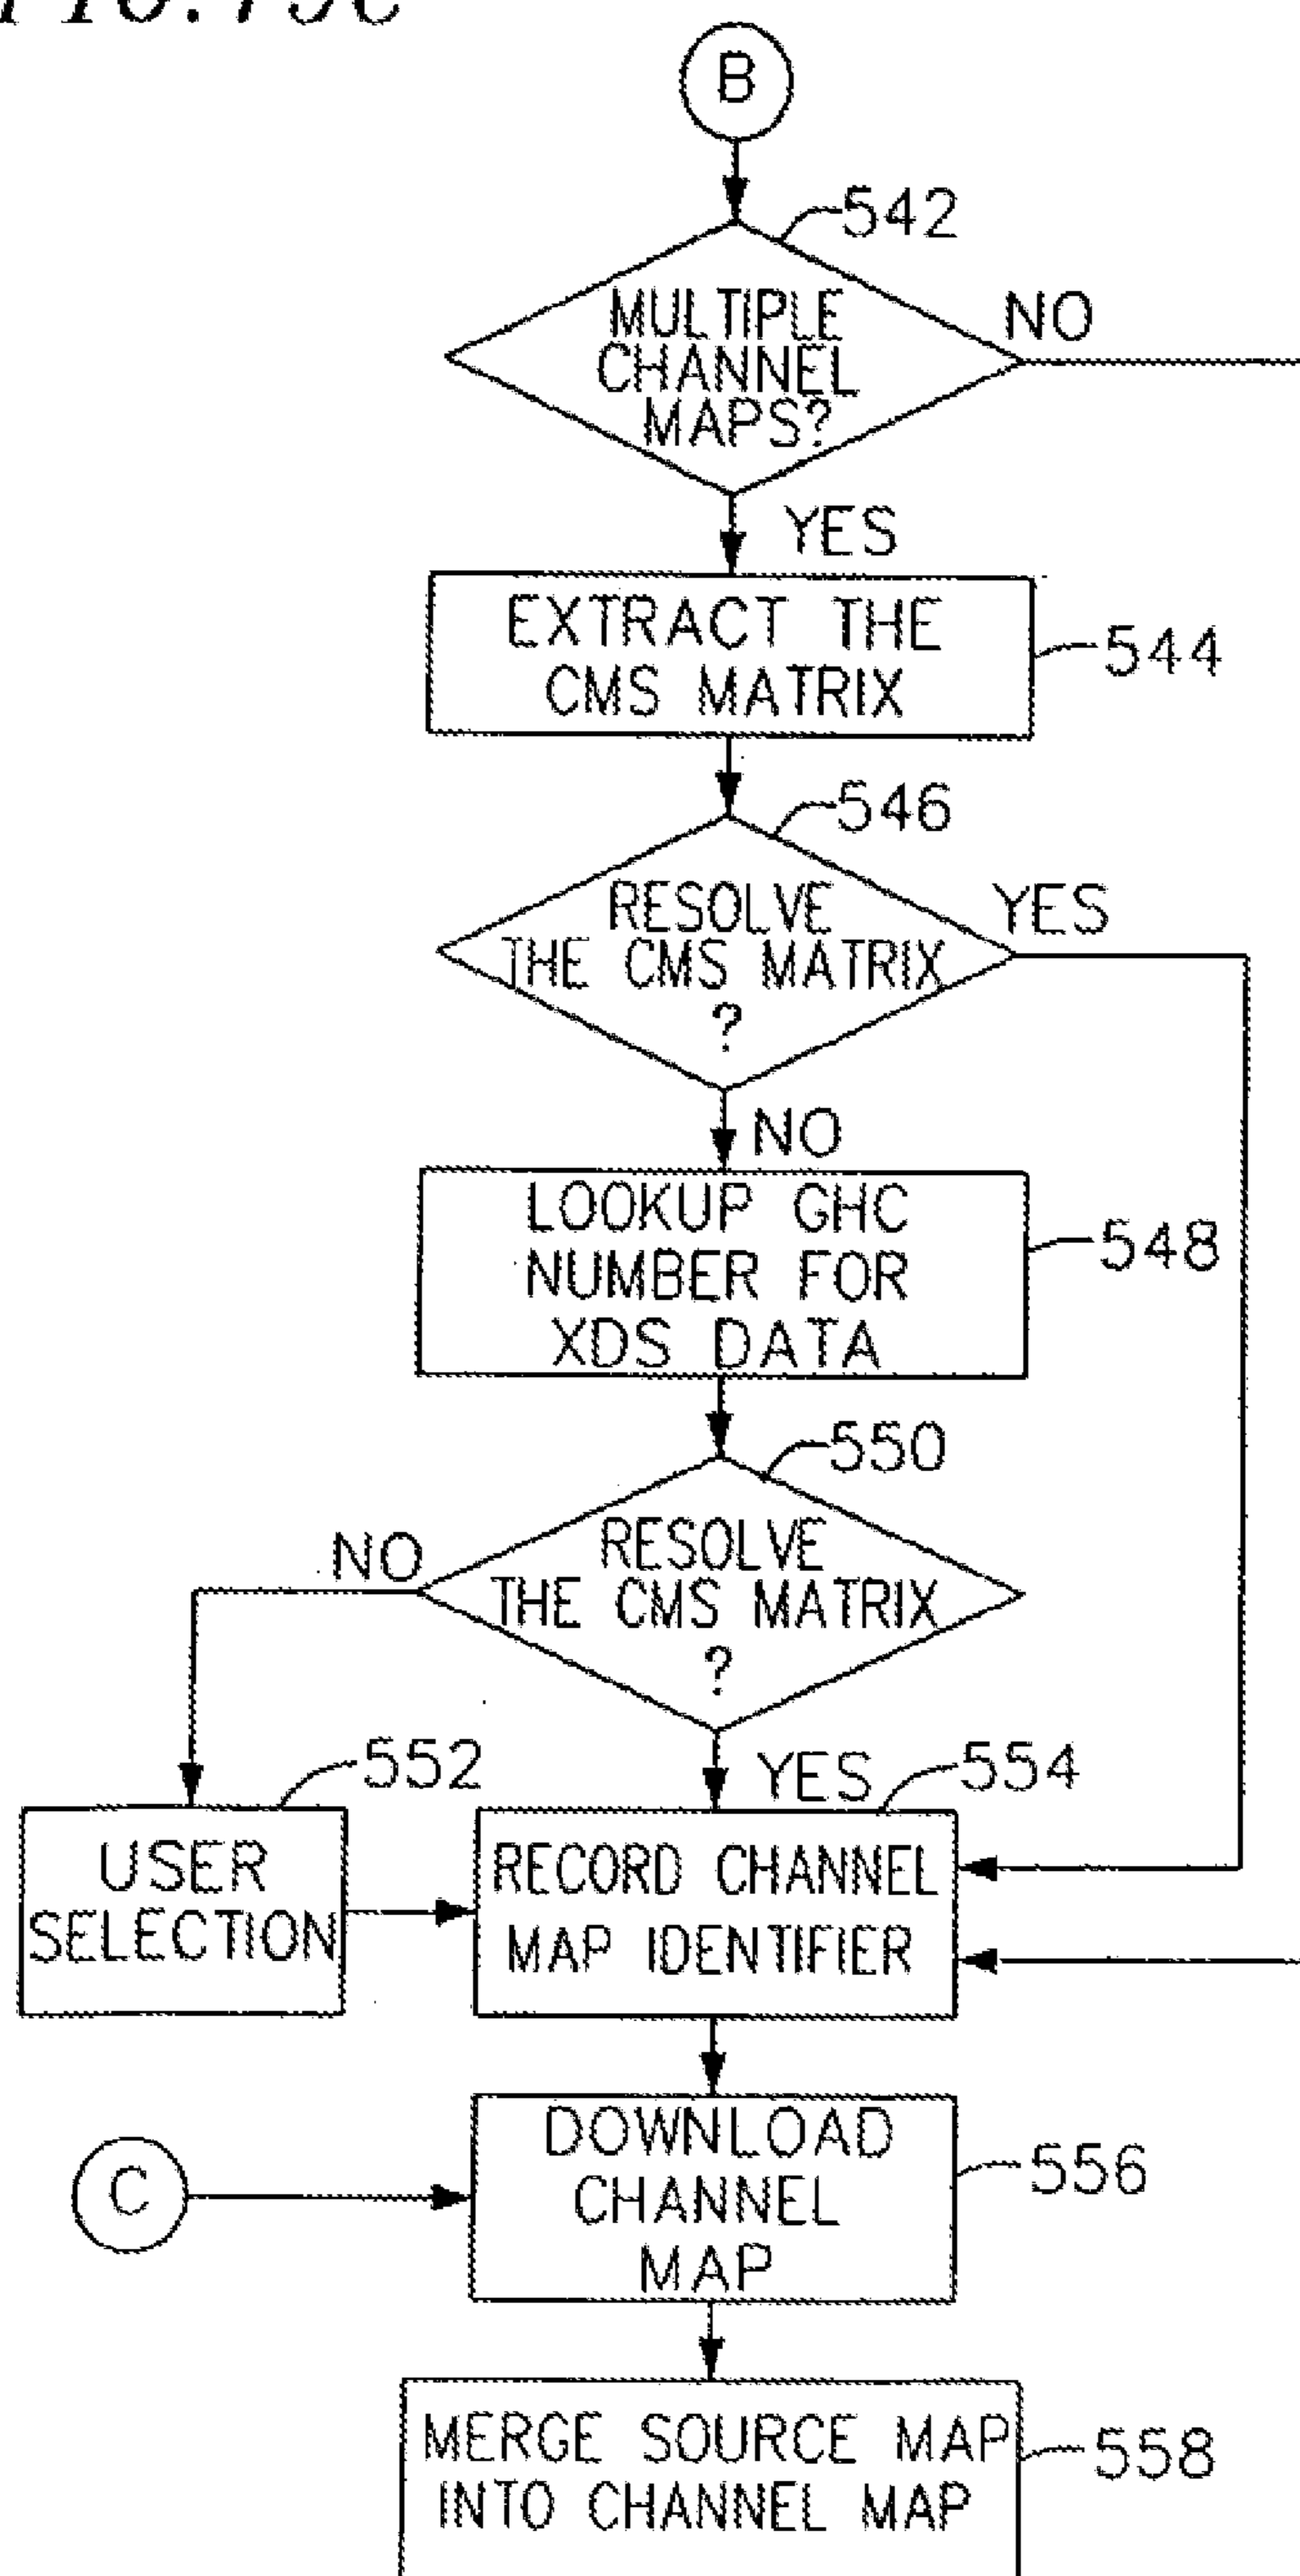 B
542
MULTIPLE
CHANNEL
MAPS?
NO
YES
EXTRACT THE
CMS MATRIX
544
546
RESOLVE
THE CMS MATRIX
?
YES
NO
LOOKUP GHC
NUMBER FOR
XDS DATA
548
550
NO
RESOLVE
THE CMS MATRIX
?
552
YES
554
USER
SELECTION
RECORD CHANNEL
MAP IDENTIFIER
C
DOWNLOAD
CHANNEL
MAP
556
MERGE SOURCE MAP
INTO CHANNEL MAP
558